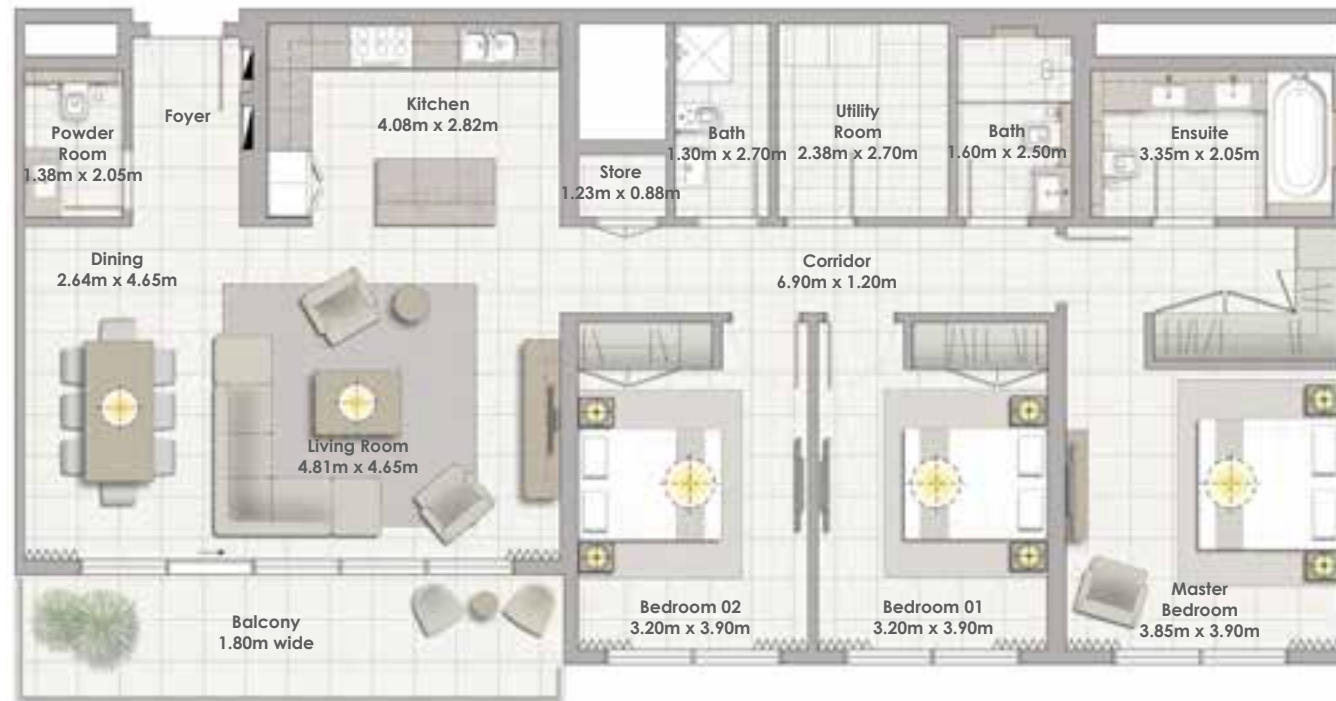 Powder
Room
1.38m x 2.05m
Foyer
Kitchen
4.08m x 2.82m
Store
1.23m x 0.88m
Bath
1.30m x 2.70m
Utility
Room
2.38m x 2.70m
Bath
1.60m x 2.50m
Ensuite
3.35m x 2.05m
Dining
2.64m x 4.65m
Corridor
6.90m x 1.20m
Living Room
4.81m x 4.65m
Balcony
1.80m wide
Bedroom 02
3.20m x 3.90m
Bedroom 01
3.20m x 3.90m
Master
Bedroom
3.85m x 3.90m